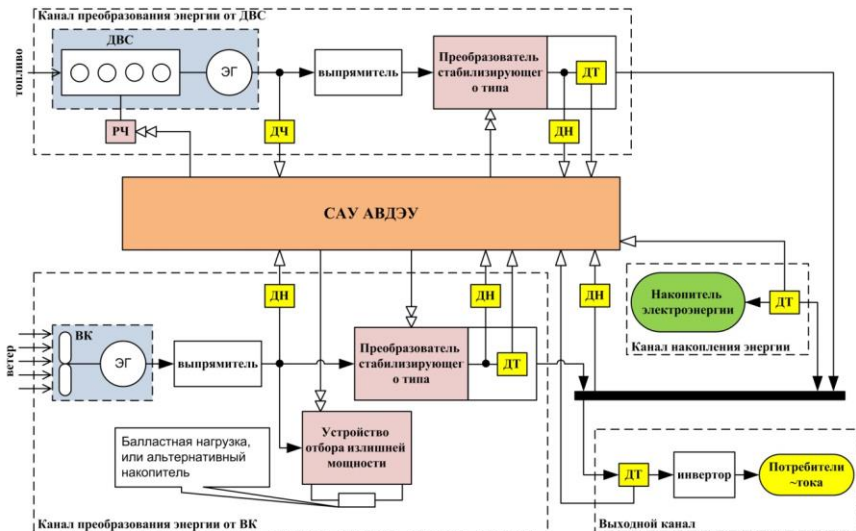 Канал преобразования энергии от ДВС
ДВС
топливо
ЭГ
выпрямитель
Преобразователь
стабилизирующег
о типа
ДТ
РЧ
ДЧ
ДН
САУ АВДЭУ
ДН
ДН
ДН
ДТ
Накопитель
электроэнергии
Канал накопления энергии
ветер
ВК
ЭГ
выпрямитель
Преобразователь
стабилизирующег
о типа
ДТ
Балластная нагрузка,
или альтернативный
накопитель
Устройство
отбора излишней
мощности
ДТ
инвертор
Потребители
~тока
Канал преобразования энергии от ВК
Выходной канал